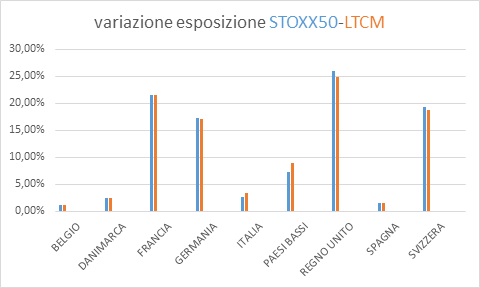 variazione esposizione STOXX50-LTCM
30,00%
25,00%
20,00%
15,00%
10,00%
5,00%
0,00%
BELGIO
DANIMARCA
FRANCIA
GERMANIA
ITALIA
PAESI BASSI
REGNO UNITO
SPAGNA
SVIZZERA